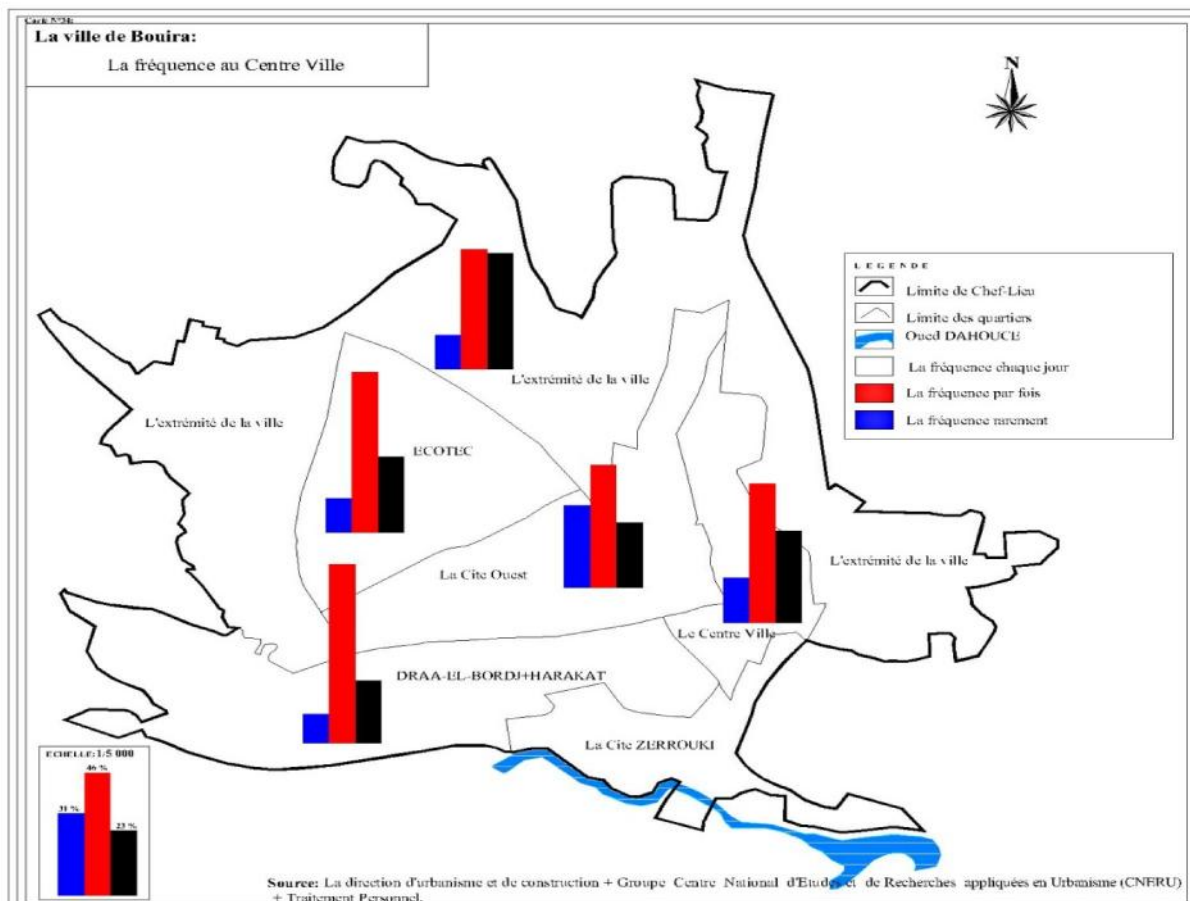 Carte N°34:
La ville de Bouira:
La fréquence au Centre Ville
N
LEGENDE
Limite de Chef-Lieu
Limite des quartiers
Oued DAHOUCE
La fréquence chaque jour
La fréquence par fois
La fréquence rarement
L'extrémité de la ville
L'extrémité de la ville
ECOTEC
L'extrémité de la ville
La Cite Ouest
Le Centre Ville
DRAA-EL-BORDJ+HARAKAT
La Cite ZERROUKI
ECHELLE: 1/5 000
46 %
31 %
23 %
Source: La direction d'urbanisme et de construction + Groupe Centre National d'Etudes et de Recherches appliquées en Urbanisme (CNERU)
+ Traitement Personnel.